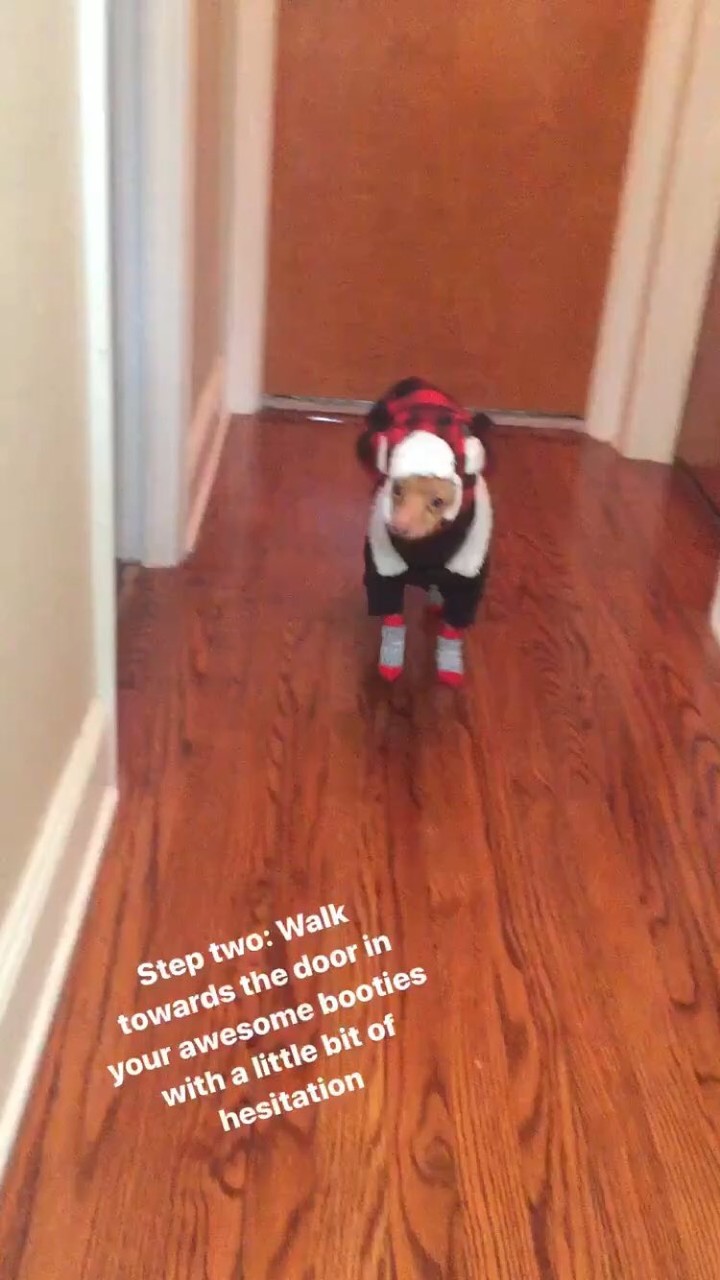 Step two: Walk
towards the door in
your awesome booties
with a little bit of
hesitation